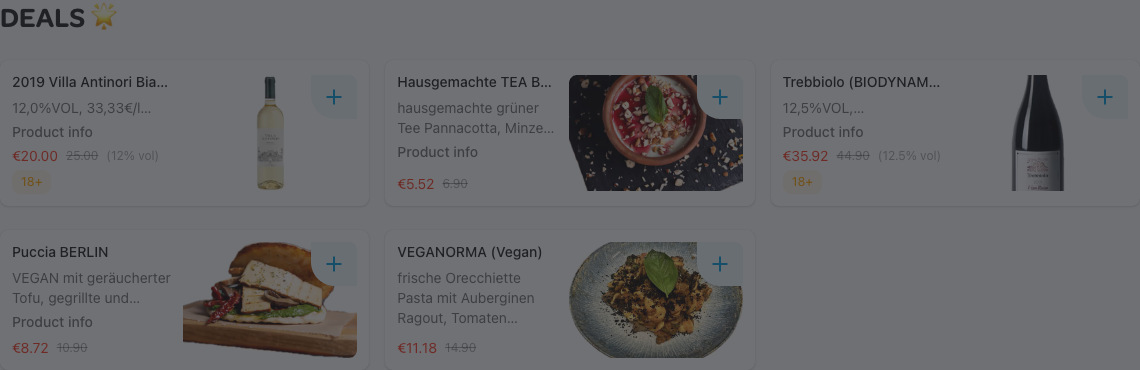 DEALS
2019 Villa Antinori Bia...
12,0%VOL, 33,33€/l...
Product info
€20.00 25.00 (12% vol)
18+
Hausgemachte TEA B...
hausgemachte grüner
Tee Pannacotta, Minze...
Product info
€5.52 6.90
Trebbiolo (BIODYNAM...
12,5%VOL,...
Product info
€35.92 44.90 (12.5% vol)
18+
Puccia BERLIN
VEGAN mit geräucherter
Tofu, gegrillte und...
Product info
€8.72 10.90
VEGANORMA (Vegan)
frische Orecchiette
Pasta mit Auberginen
Ragout, Tomaten...
€11.18 14.90